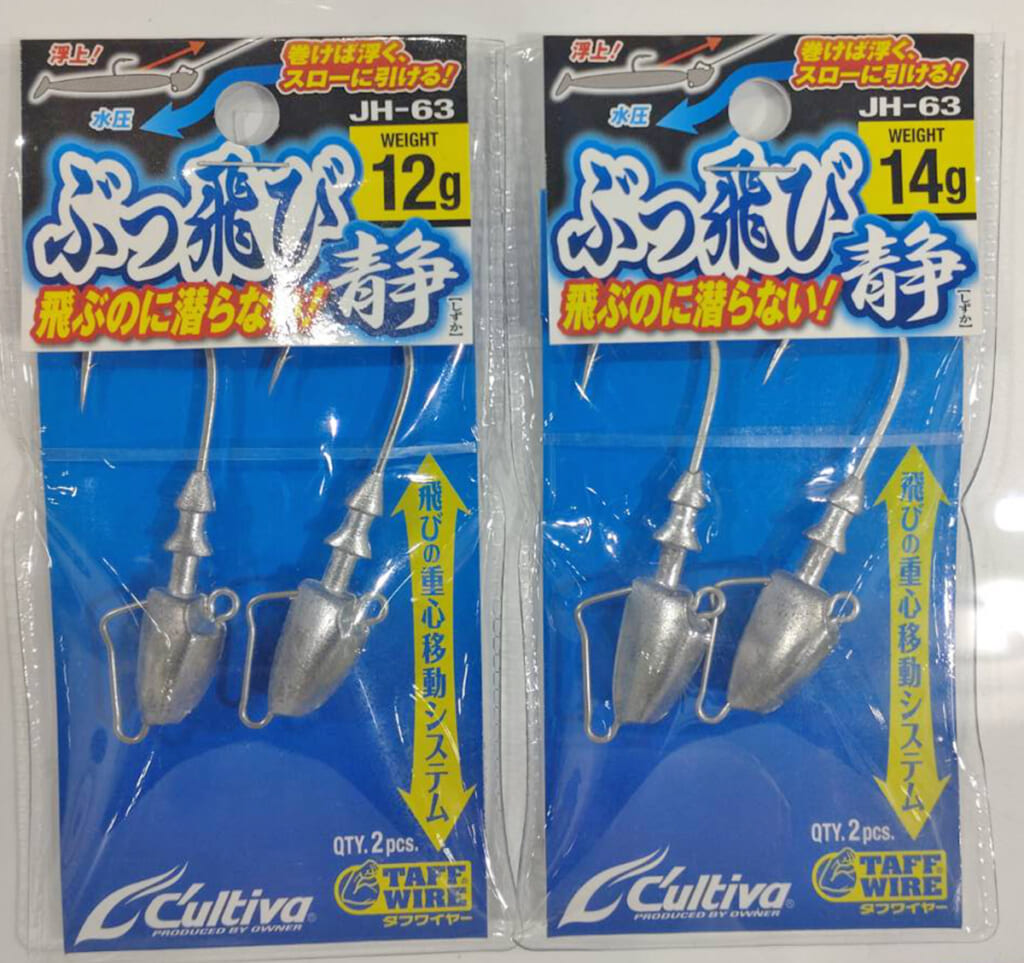 浮上!
巻けば浮く、
スローに引ける!
水圧
JH-63
WEIGHT
12g
ぶっ飛び
静
【しずか】
飛ぶのに潜らない!
飛びの重心移動システム
QTY. 2pcs.
C'ultiva®
PRODUCED BY OWNER
TAFF
WIRE®
タフワイヤー
浮上!
巻けば浮く、
スローに引ける!
水圧
JH-63
WEIGHT
14g
ぶっ飛び
静
【しずか】
飛ぶのに潜らない!
飛びの重心移動システム
QTY. 2pcs.
C'ultiva®
PRODUCED BY OWNER
TAFF
WIRE®
タフワイヤー